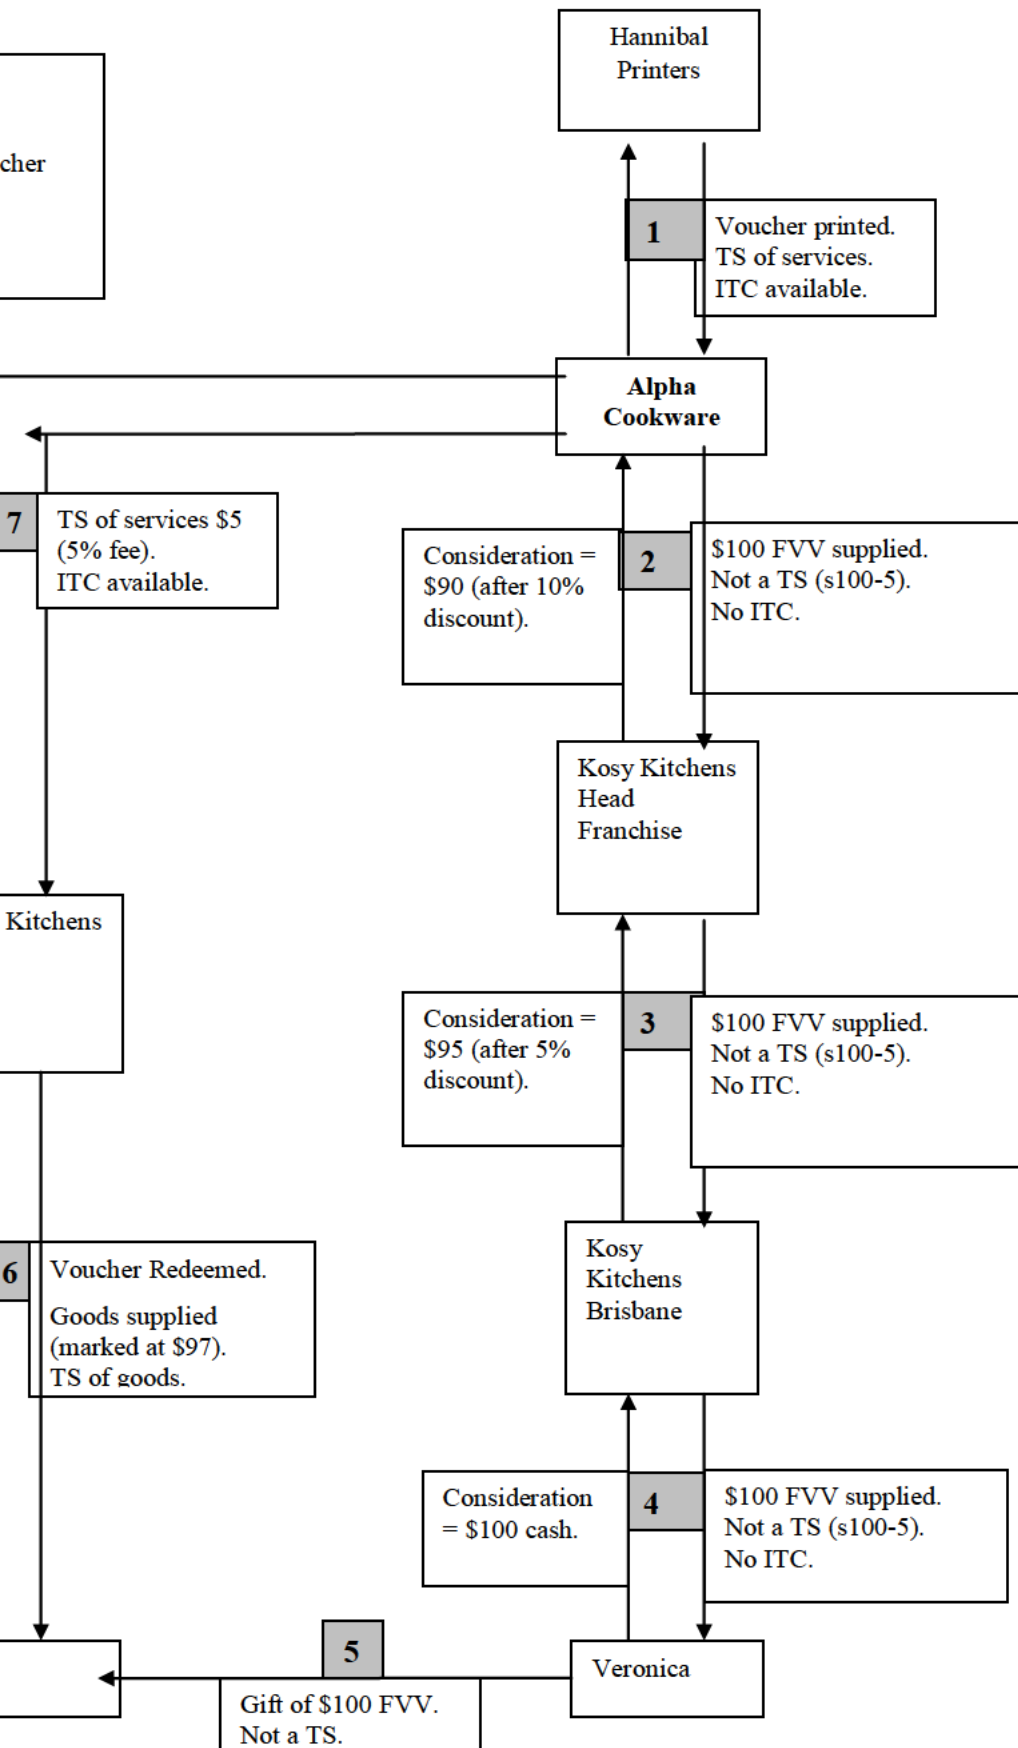 Hannibal
Printers
cher
1
Voucher printed.
TS of services.
ITC available.
Alpha
Cookware
7
TS of services $5
(5% fee).
ITC available.
Consideration =
$90 (after 10%
discount).
2
$100 FVV supplied.
Not a TS (s100-5).
No ITC.
Kosy Kitchens
Head
Franchise
Kitchens
Consideration =
$95 (after 5%
discount).
3
$100 FVV supplied.
Not a TS (s100-5).
No ITC.
Kosy
Kitchens
Brisbane
6
Voucher Redeemed.
Goods supplied
(marked at $97).
TS of goods.
Consideration
= $100 cash.
4
$100 FVV supplied.
Not a TS (s100-5).
No ITC.
5
Veronica
Gift of $100 FVV.
Not a TS.